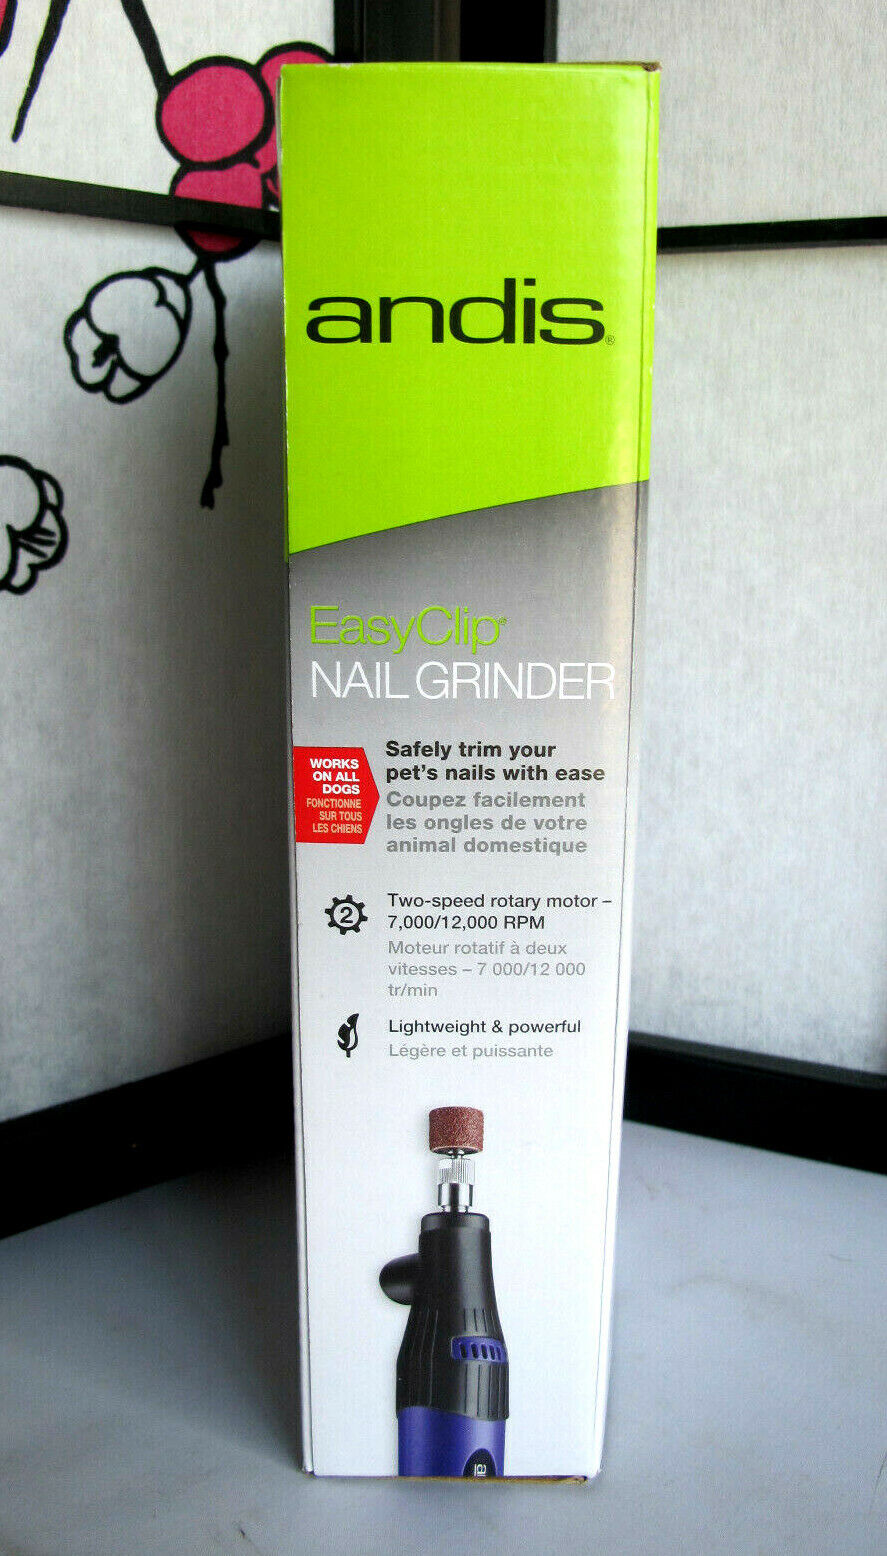 andis®
EasyClip®
NAIL GRINDER
WORKS
ON ALL
DOGS
FONCTIONNE
SUR TOUS
LES CHIENS
Safely trim your
pet's nails with ease
Coupez facilement
les ongles de votre
animal domestique
2
Two-speed rotary motor –
7,000/12,000 RPM
Moteur rotatif à deux
vitesses – 7 000/12 000
tr/min
Lightweight & powerful
Légère et puissante